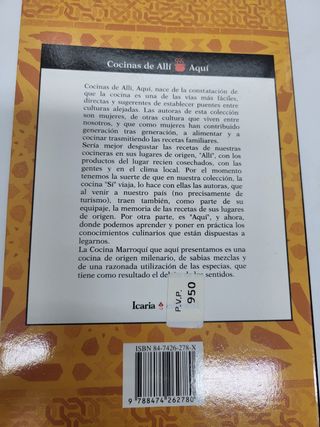 Cocinas de Allí Aquí
Cocinas de Allí, Aquí, nace de la constatación de
que la cocina es una de las vías más fáciles,
directas y sugerentes de establecer puentes entre
culturas alejadas. Las autoras de esta colección
son mujeres, de otras cultura que viven entre
nosotros, y que como mujeres han contribuido
generación tras generación, a alimentar y a
cocinar trasmitiendo las recetas familiares.
Sería mejor desgustar las recetas de nuestras
cocineras en sus lugares de origen, "Allí", con los
productos del lugar recien cosechados, con las
gentes y en el clima local. Por el momento
tenemos la suerte de que en nuestra colección, la
cocina "Sí" viaja, lo hace con ellas las autoras, que
al venir a nuestro país (no precisamente de
turismo), traen también, como parte de su
equipaje, la memoria de las recetas de sus lugares
de origen. Por otra parte, es "Aquí", y ahora,
donde podemos aprender y poner en práctica los
conocimientos culinarios que están dispuestas a
legarnos.
La Cocina Marroquí que aquí presentamos es una
cocina de origen milenario, de sabias mezclas y
de una razonada utilización de las especias, que
tiene como resultado el de los sentidos.
Icaria
P.V.P.
950
ISBN 84-7426-278-X
9 788474 262780